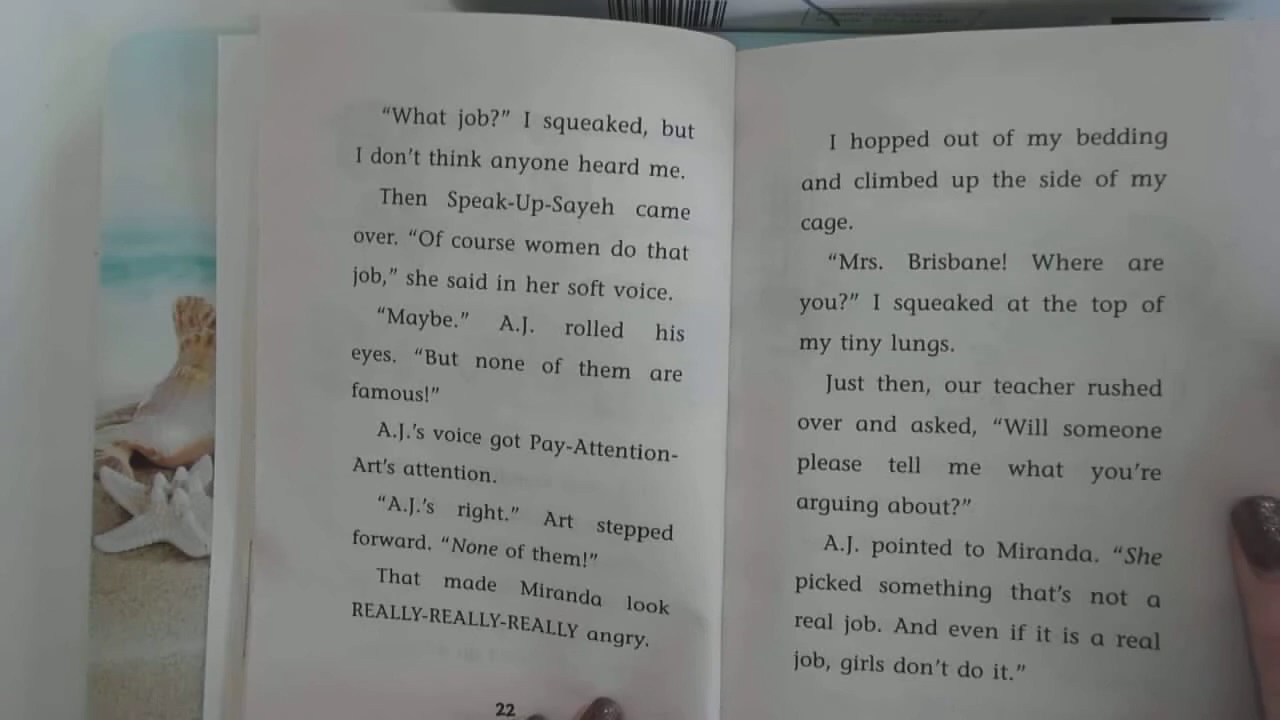 “What job?” I squeaked, but
I don’t think anyone heard me.
Then Speak-Up-Sayeh came
over. “Of course women do that
job,” she said in her soft voice.
“Maybe.” A.J. rolled his
eyes. “But none of them are
famous!”
A.J.’s voice got Pay-Attention-
Art’s attention.
“A.J.’s right.” Art stepped
forward. “None of them!”
That made Miranda look
REALLY-REALLY-REALLY angry.
22
I hopped out of my bedding
and climbed up the side of my
cage.
“Mrs. Brisbane! Where are
you?” I squeaked at the top of
my tiny lungs.
Just then, our teacher rushed
over and asked, “Will someone
please tell me what you’re
arguing about?”
A.J. pointed to Miranda. “She
picked something that’s not a
real job. And even if it is a real
job, girls don’t do it.”